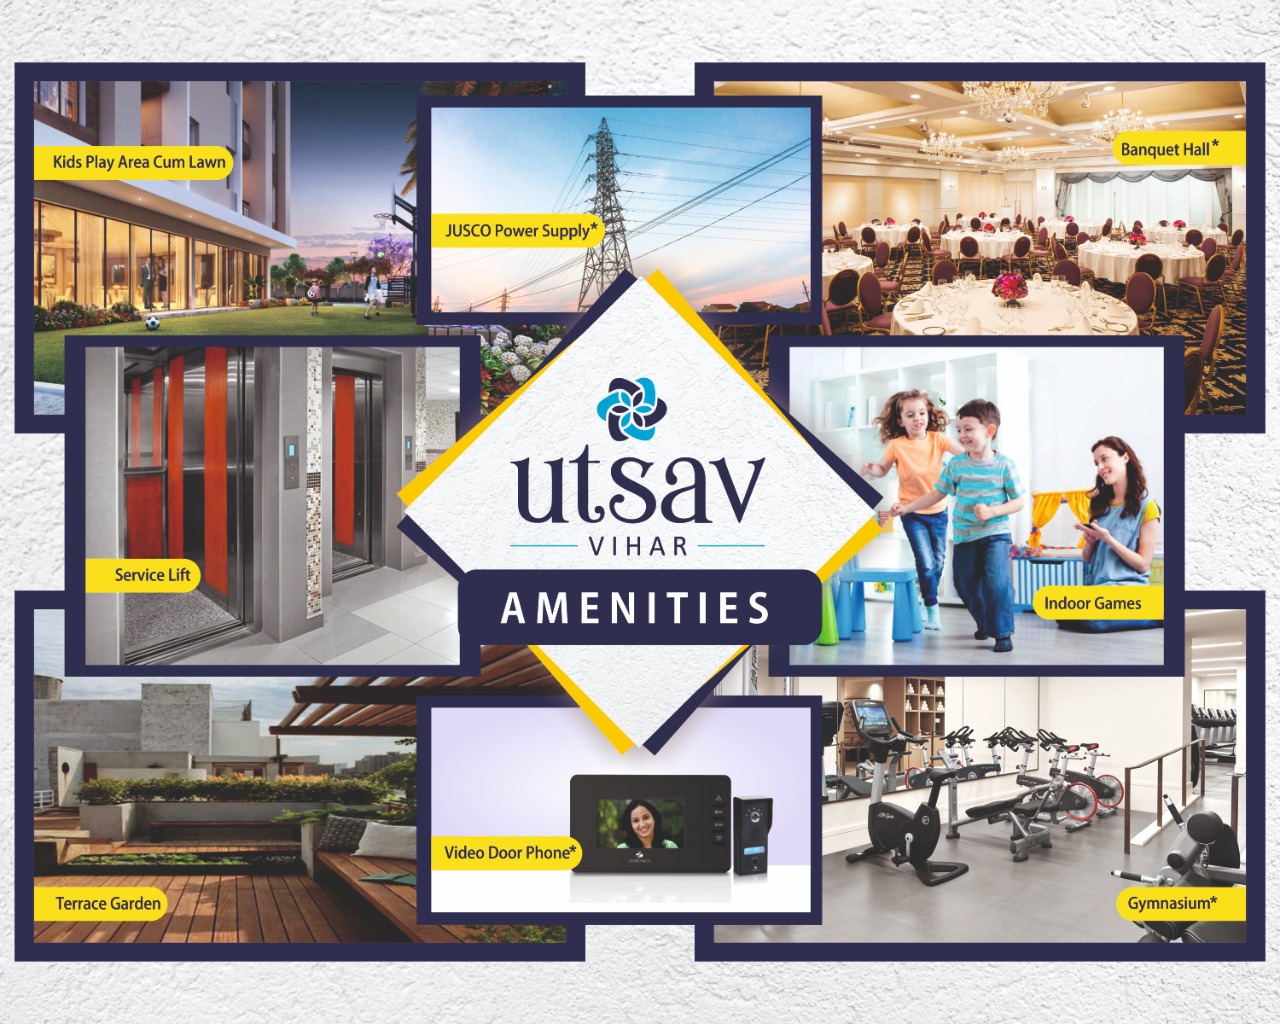 Kids Play Area Cum Lawn
JUSCO Power Supply*
Banquet Hall*
utsav
VIHAR
AMENITIES
Service Lift
Indoor Games
Terrace Garden
Video Door Phone*
Gymnasium*